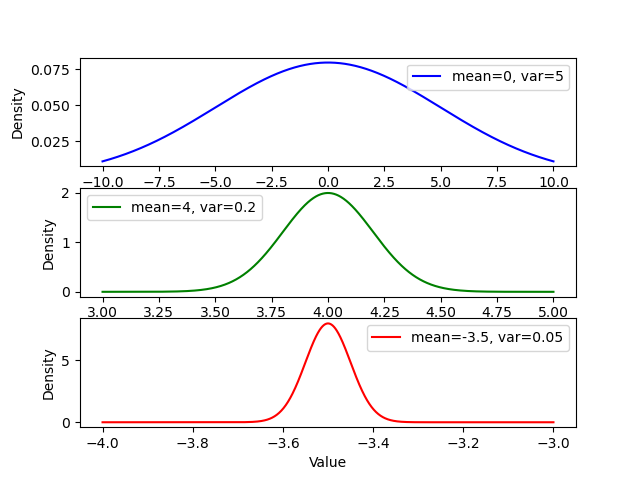 0.075
0.050
0.025
Density
mean=0, var=5
−10.0 −7.5 −5.0 −2.5 0.0 2.5 5.0 7.5 10.0
2
1
0
Density
mean=4, var=0.2
3.00 3.25 3.50 3.75 4.00 4.25 4.50 4.75 5.00
5
0
Density
mean=-3.5, var=0.05
−4.0 −3.8 −3.6 −3.4 −3.2 −3.0
Value